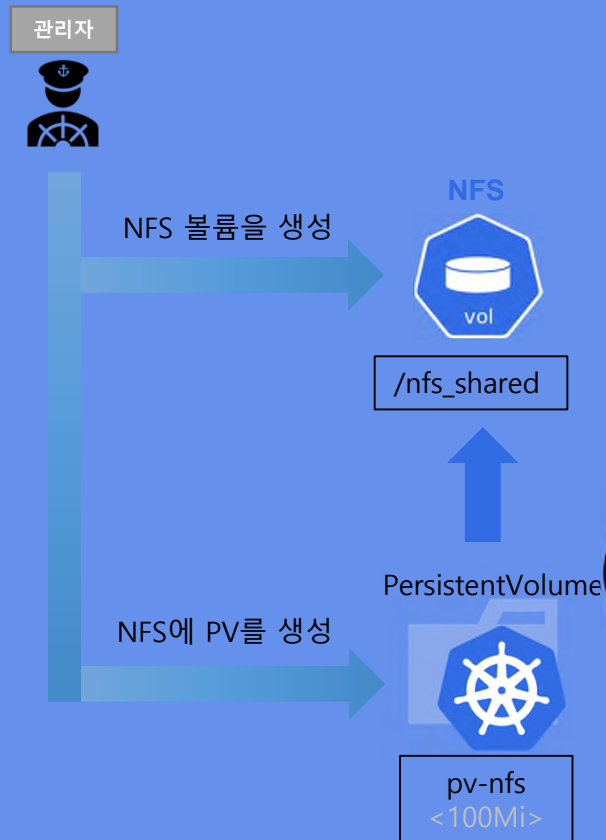 관리자
NFS
NFS 볼륨을 생성
vol
/nfs_shared
PersistentVolume
NFS에 PV를 생성
pv-nfs
<100Mi>